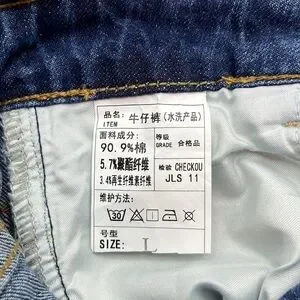 品名: 牛仔裤 (水洗产品)
ITEM
面料成分:
90.9%棉
5.7%聚酯纤维
3.4%再生纤维素纤维
等级 GRADE 合格品
检验 CHECKOU
JLS 11
维护方法:
30
号型
SIZE: L